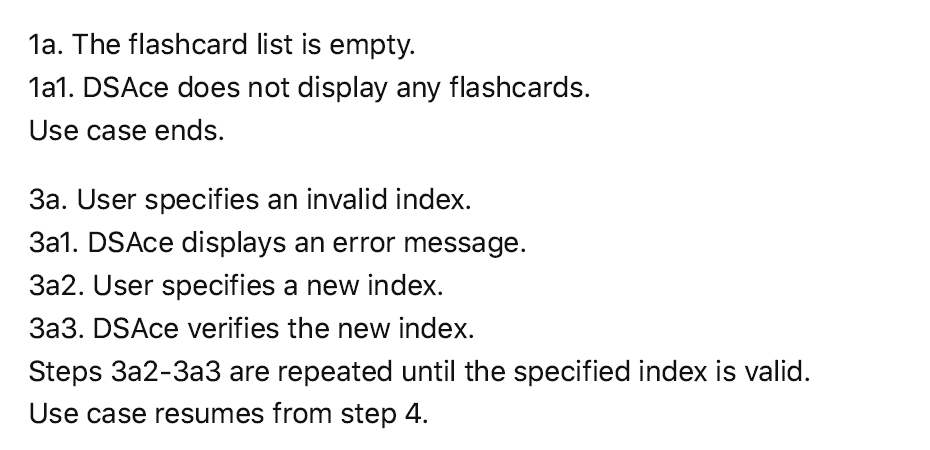 1a. The flashcard list is empty.
1a1. DSAce does not display any flashcards.
Use case ends.
3a. User specifies an invalid index.
3a1. DSAce displays an error message.
3a2. User specifies a new index.
3a3. DSAce verifies the new index.
Steps 3a2-3a3 are repeated until the specified index is valid.
Use case resumes from step 4.